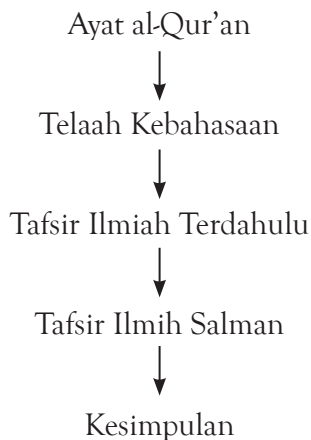 Ayat al-Qur’an
Telaah Kebahasaan
Tafsir Ilmiah Terdahulu
Tafsir Ilmih Salman
Kesimpulan